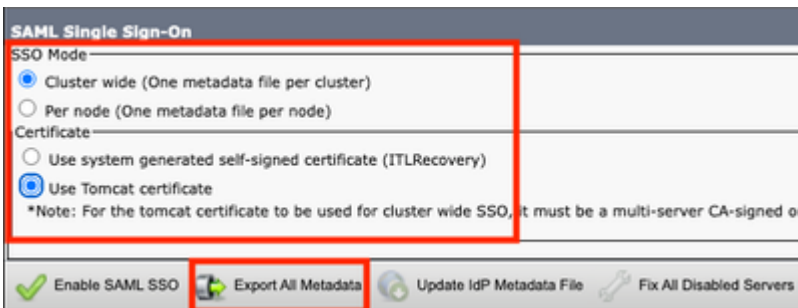 SAML Single Sign-On
SSO Mode
Cluster wide (One metadata file per cluster)
Per node (One metadata file per node)
Certificate
Use system generated self-signed certificate (ITLRecovery)
Use Tomcat certificate
*Note: For the tomcat certificate to be used for cluster wide SSO, it must be a multi-server CA-signed o
Enable SAML SSO Export All Metadata Update IdP Metadata File Fix All Disabled Servers